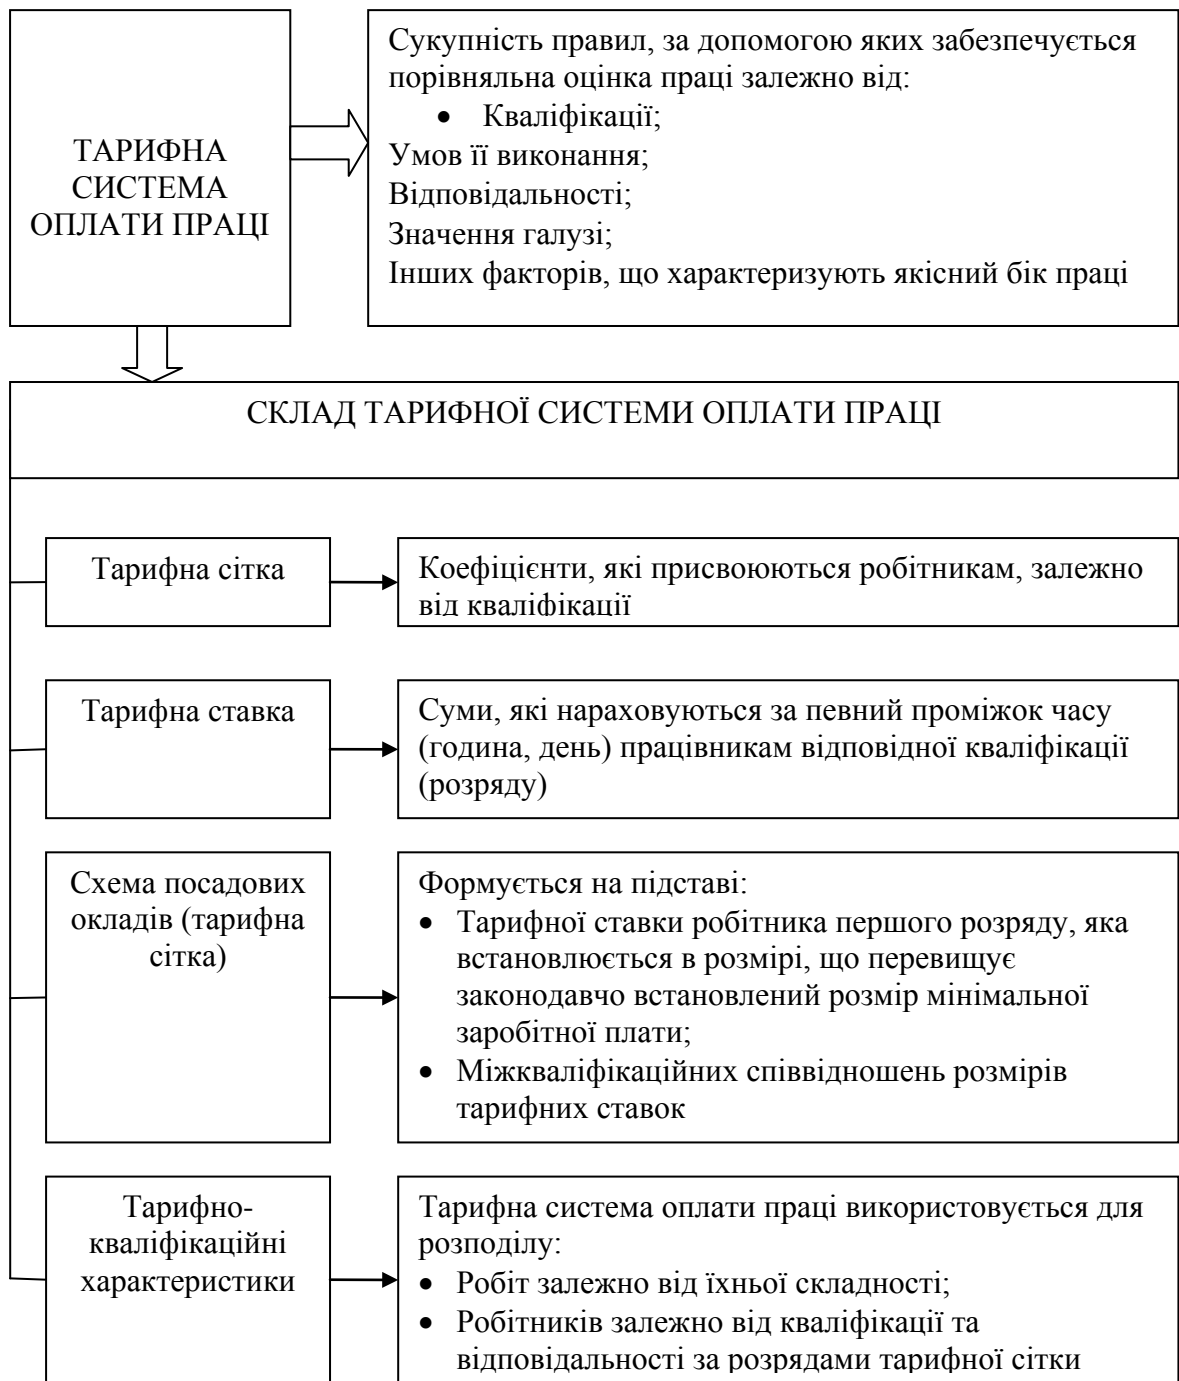 ТАРИФНА
СИСТЕМА
ОПЛАТИ ПРАЦІ
Сукупність правил, за допомогою яких забезпечується
порівняльна оцінка праці залежно від:
• Кваліфікації;
Умов її виконання;
Відповідальності;
Значення галузі;
Інших факторів, що характеризують якісний бік праці
СКЛАД ТАРИФНОЇ СИСТЕМИ ОПЛАТИ ПРАЦІ
Тарифна сітка
Коефіцієнти, які присвоюються робітникам, залежно
від кваліфікації
Тарифна ставка
Суми, які нараховуються за певний проміжок часу
(година, день) працівникам відповідної кваліфікації
(розряду)
Схема посадових
окладів (тарифна
сітка)
Формується на підставі:
• Тарифної ставки робітника першого розряду, яка
встановлюється в розмірі, що перевищує
законодавчо встановлений розмір мінімальної
заробітної плати;
• Міжкваліфікаційних співвідношень розмірів
тарифних ставок
Тарифно-
кваліфікаційні
характеристики
Тарифна система оплати праці використовується для
розподілу:
• Робіт залежно від їхньої складності;
• Робітників залежно від кваліфікації та
відповідальності за розрядами тарифної сітки